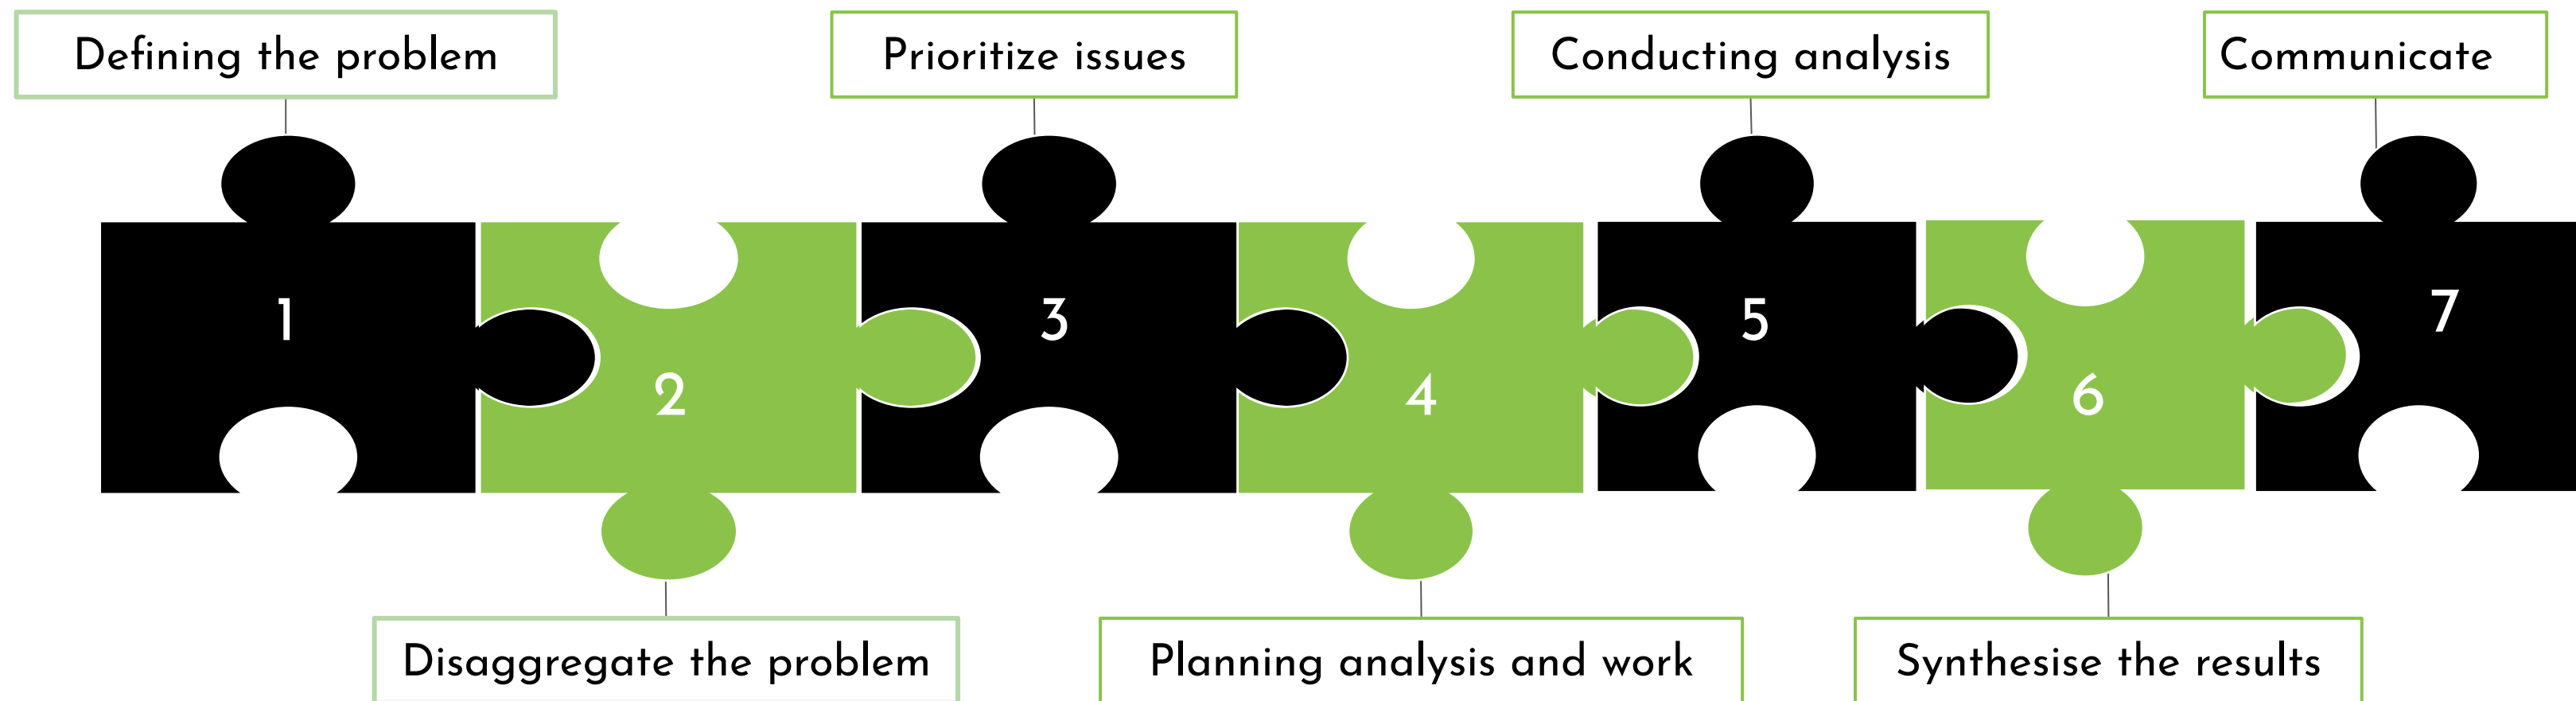 Defining the problem
Prioritize issues
Conducting analysis
Communicate
1
2
3
4
5
6
7
Disaggregate the problem
Planning analysis and work
Synthesise the results